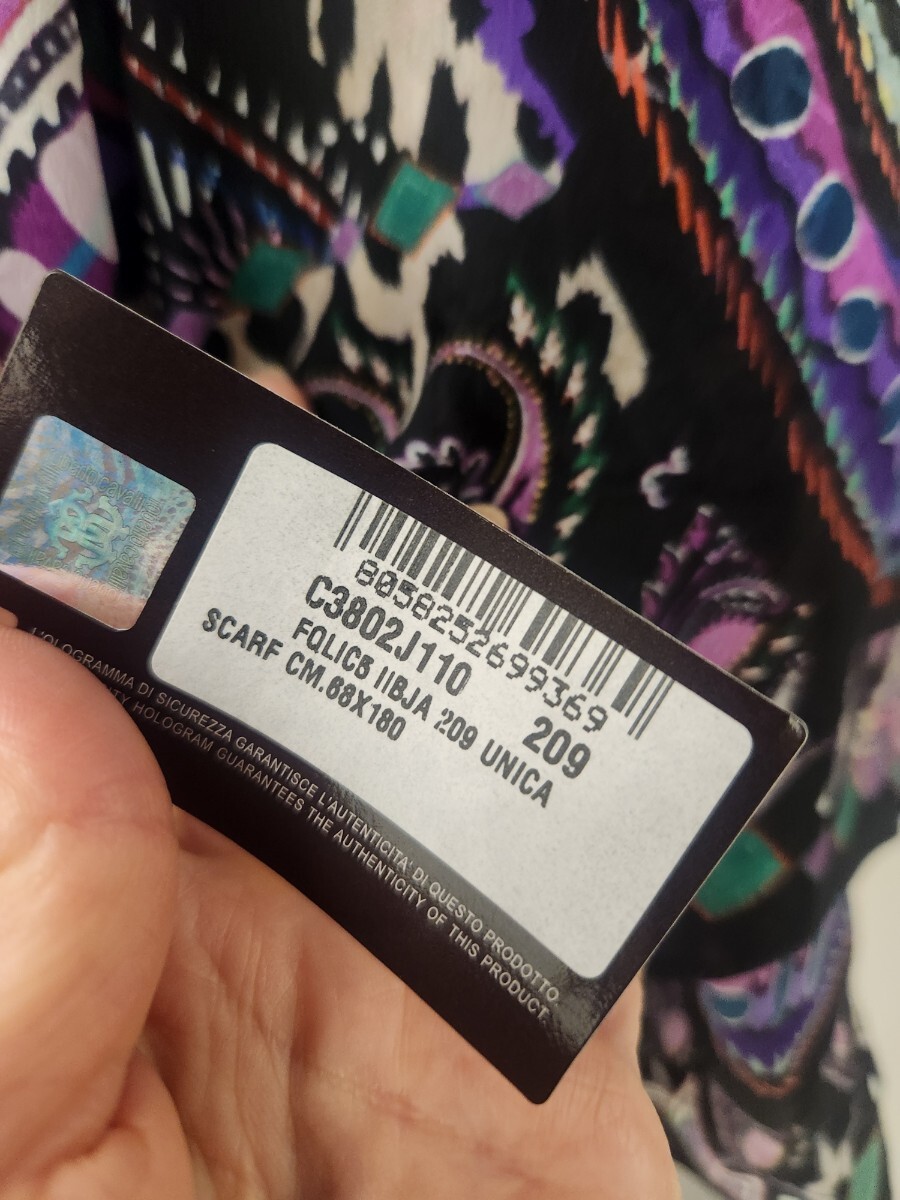 8058252699369
C3802J110 209
FQLIC5 IIBJA 209 UNICA
SCARF CM.68X180
L'OLOGRAMMA DI SICUREZZA GARANTISCE L'AUTENTICITA' DI QUESTO PRODOTTO.
HOLOGRAM GUARANTEES THE AUTHENTICITY OF THIS PRODUCT.